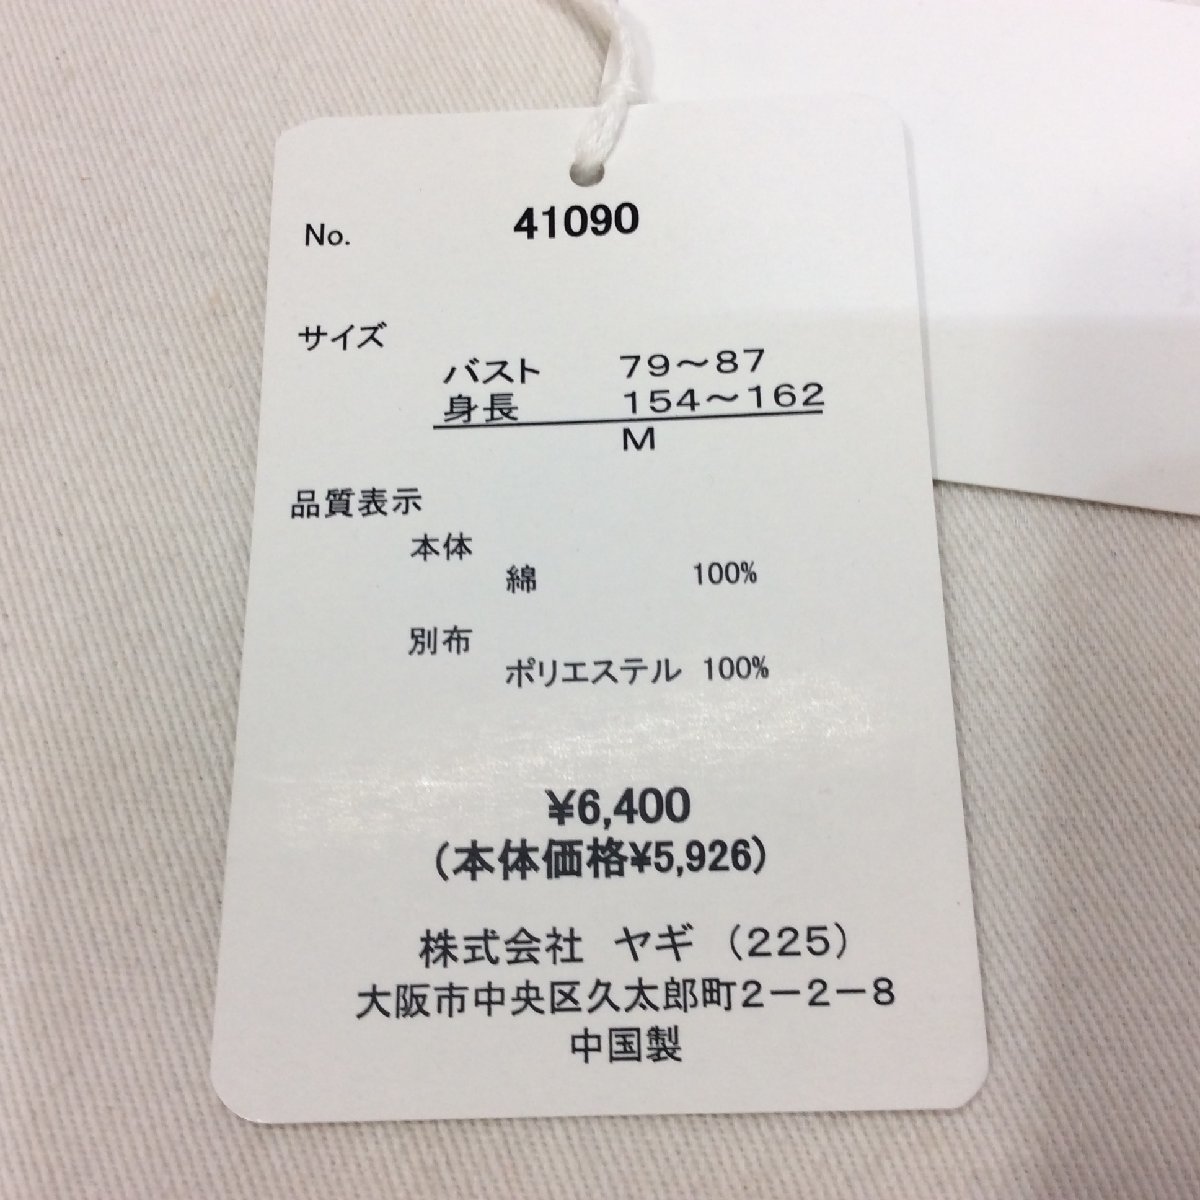 No. 41090
サイズ
バスト 79～87
身長 154～162
M
品質表示
本体
綿 100%
別布
ポリエステル 100%
¥6,400
(本体価格¥5,926)
株式会社 ヤギ (225)
大阪市中央区久太郎町2－2－8
中国製